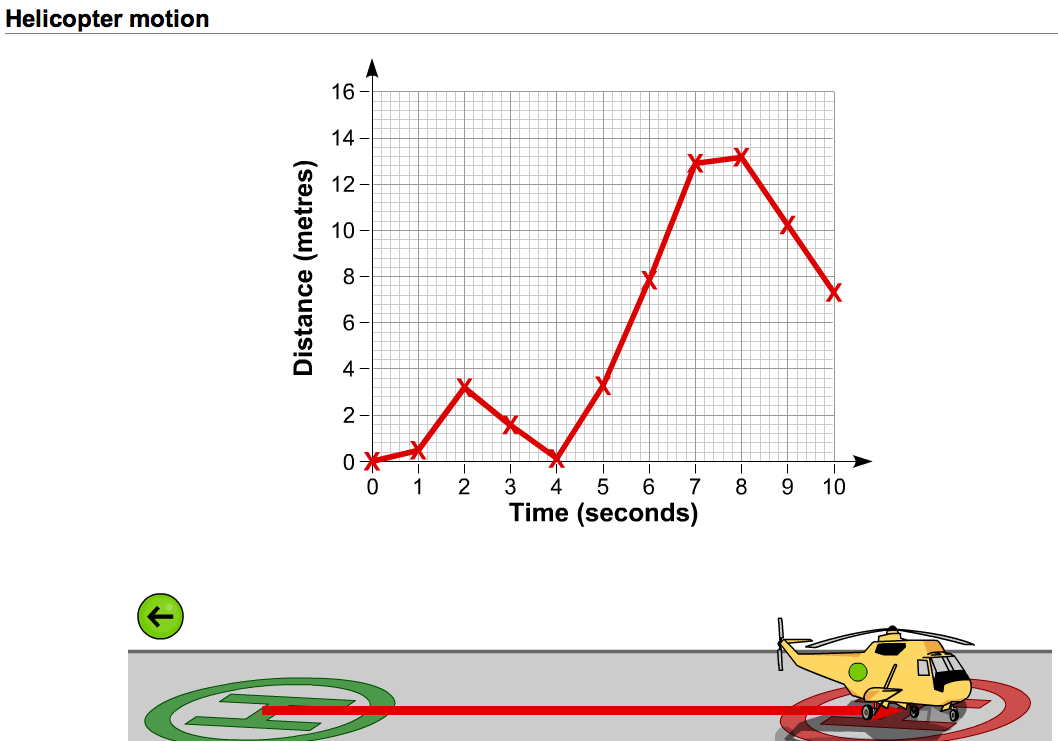 Helicopter motion
16
14
12
10
8
6
4
2
0
Distance (metres)
0 1 2 3 4 5 6 7 8 9 10
Time (seconds)
H
H